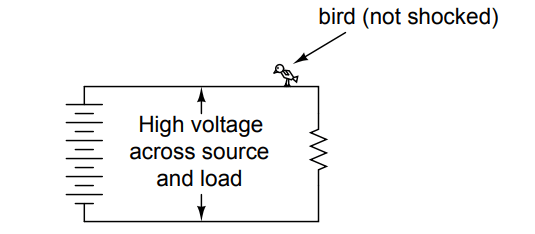 bird (not shocked)
High voltage
across source
and load